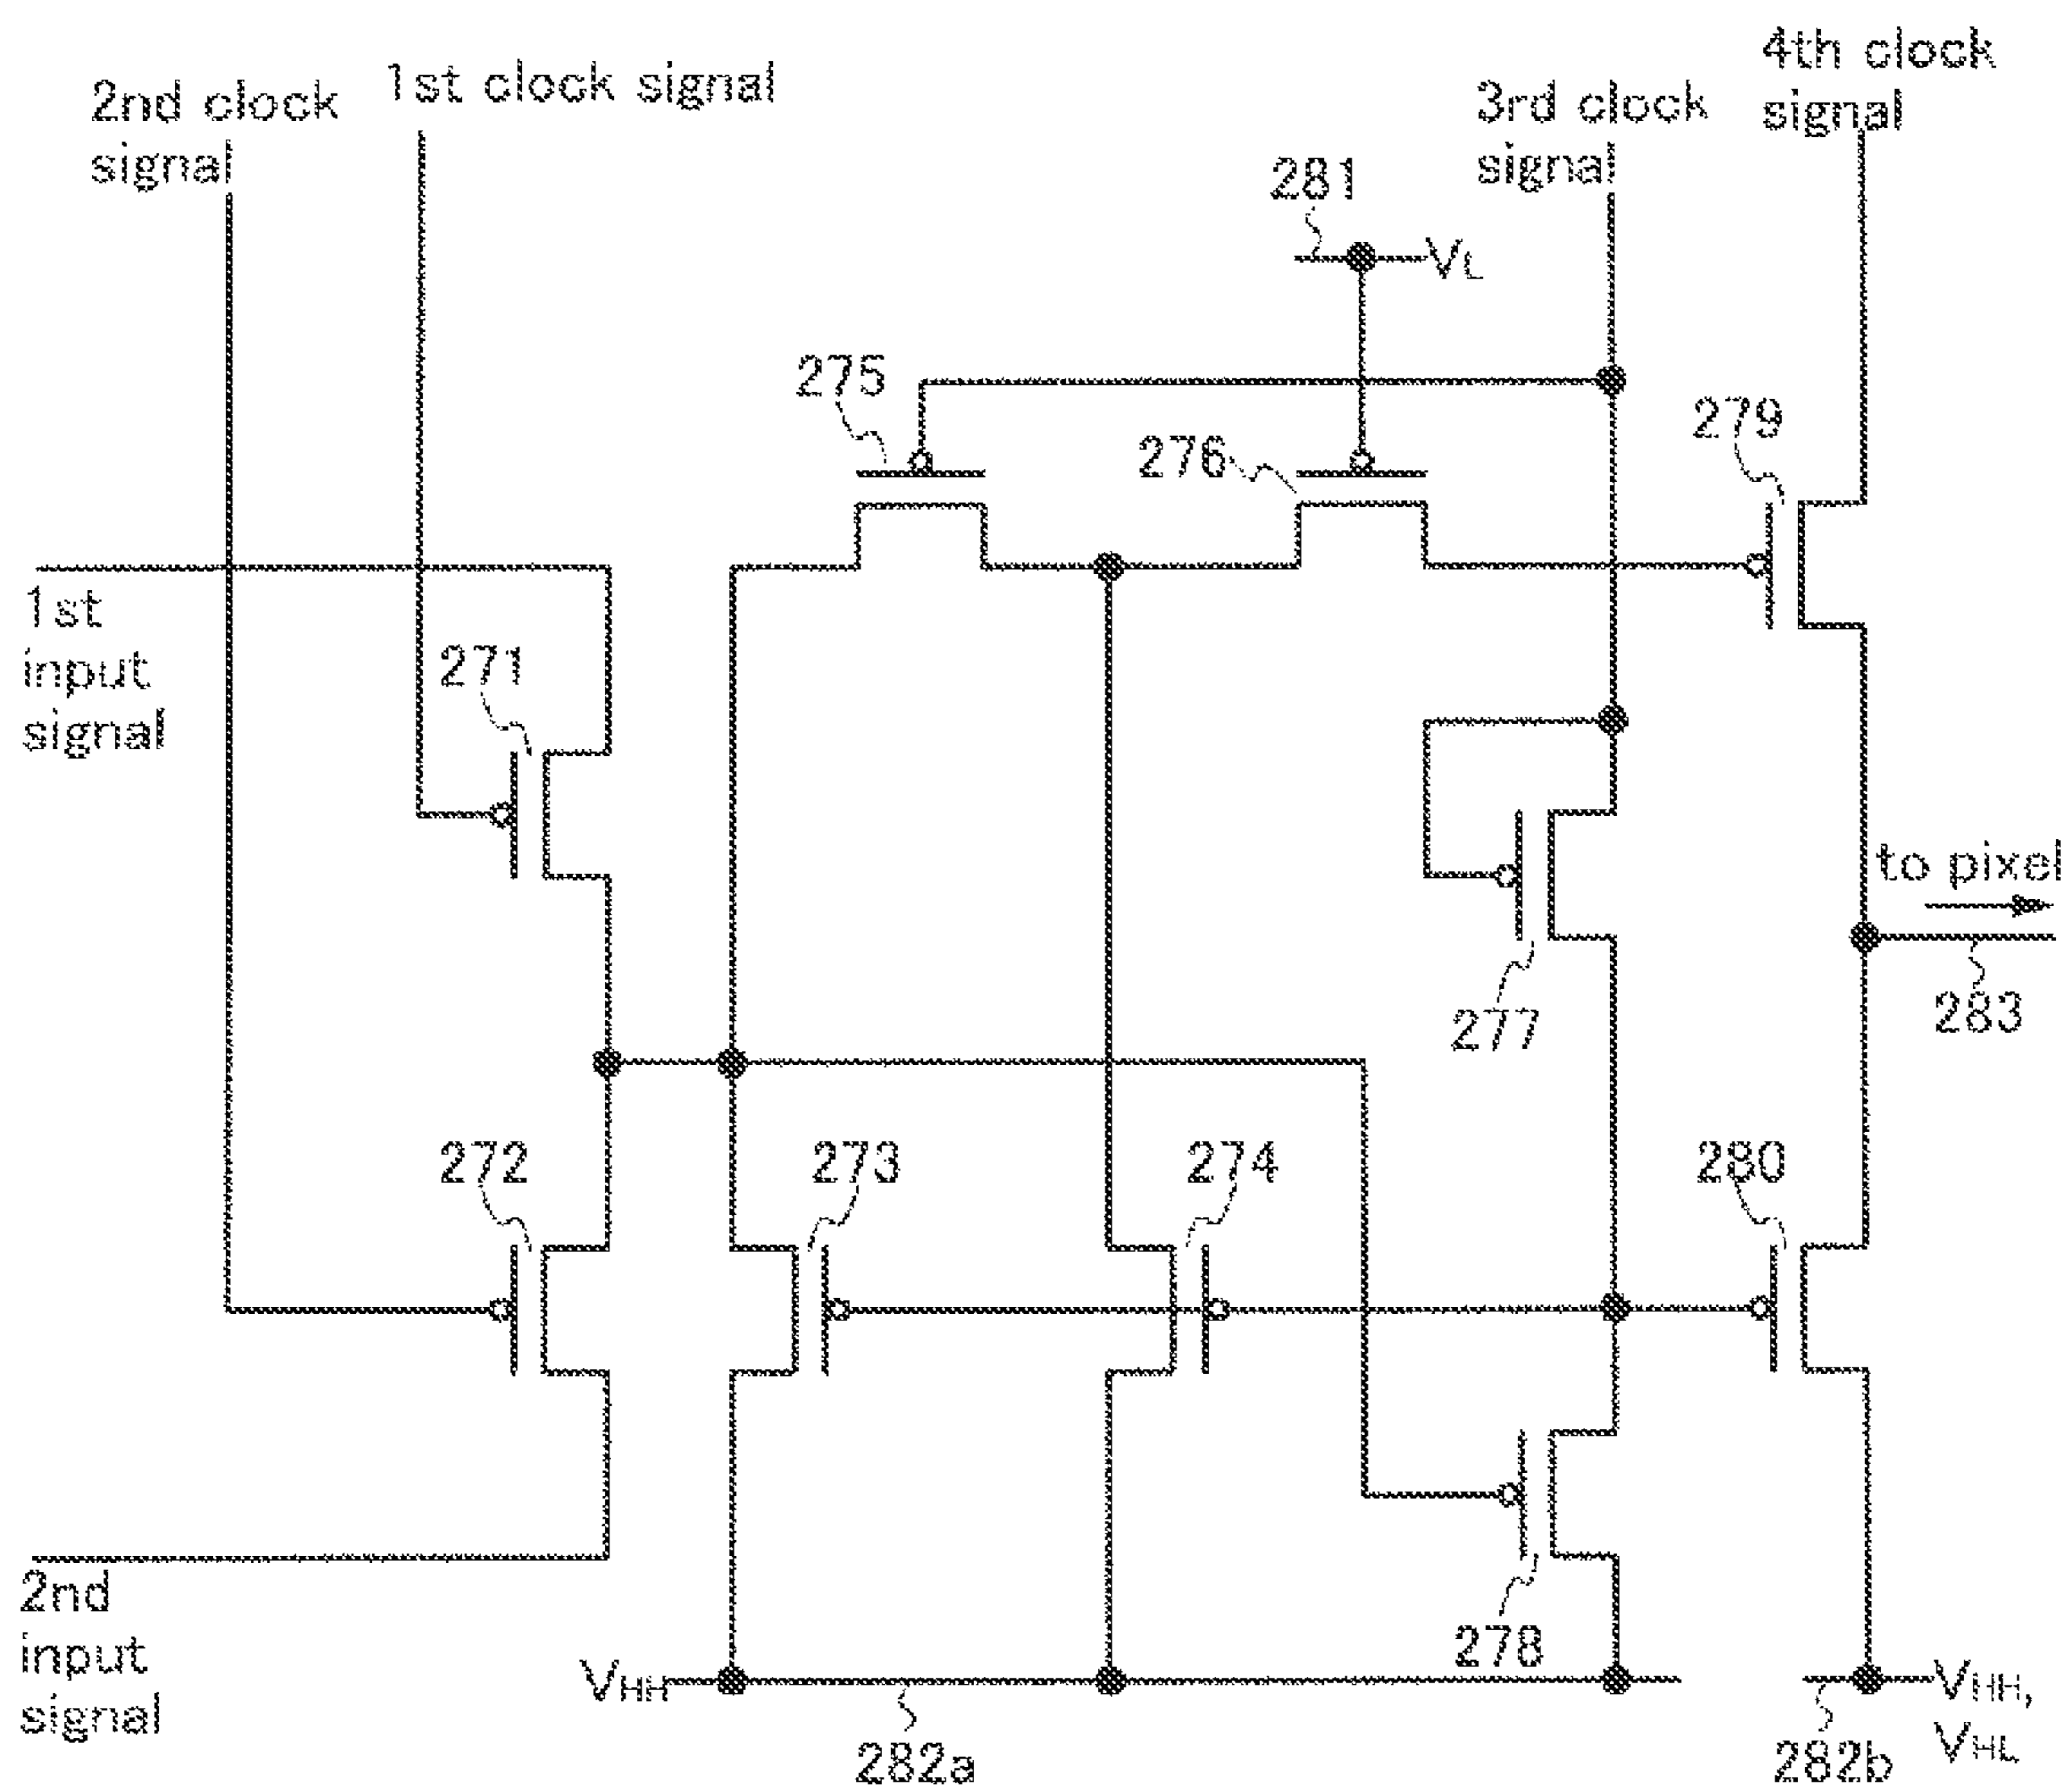 4th clock
signal
1st clock signal
2nd clock
signal
3rd clock
signal
281
VL
275
276
279
1st
input
signal
271
to pixel
283
277
272
273
274
280
2nd
input
signal
278
VHH
282a
282b
VHH,
VHL